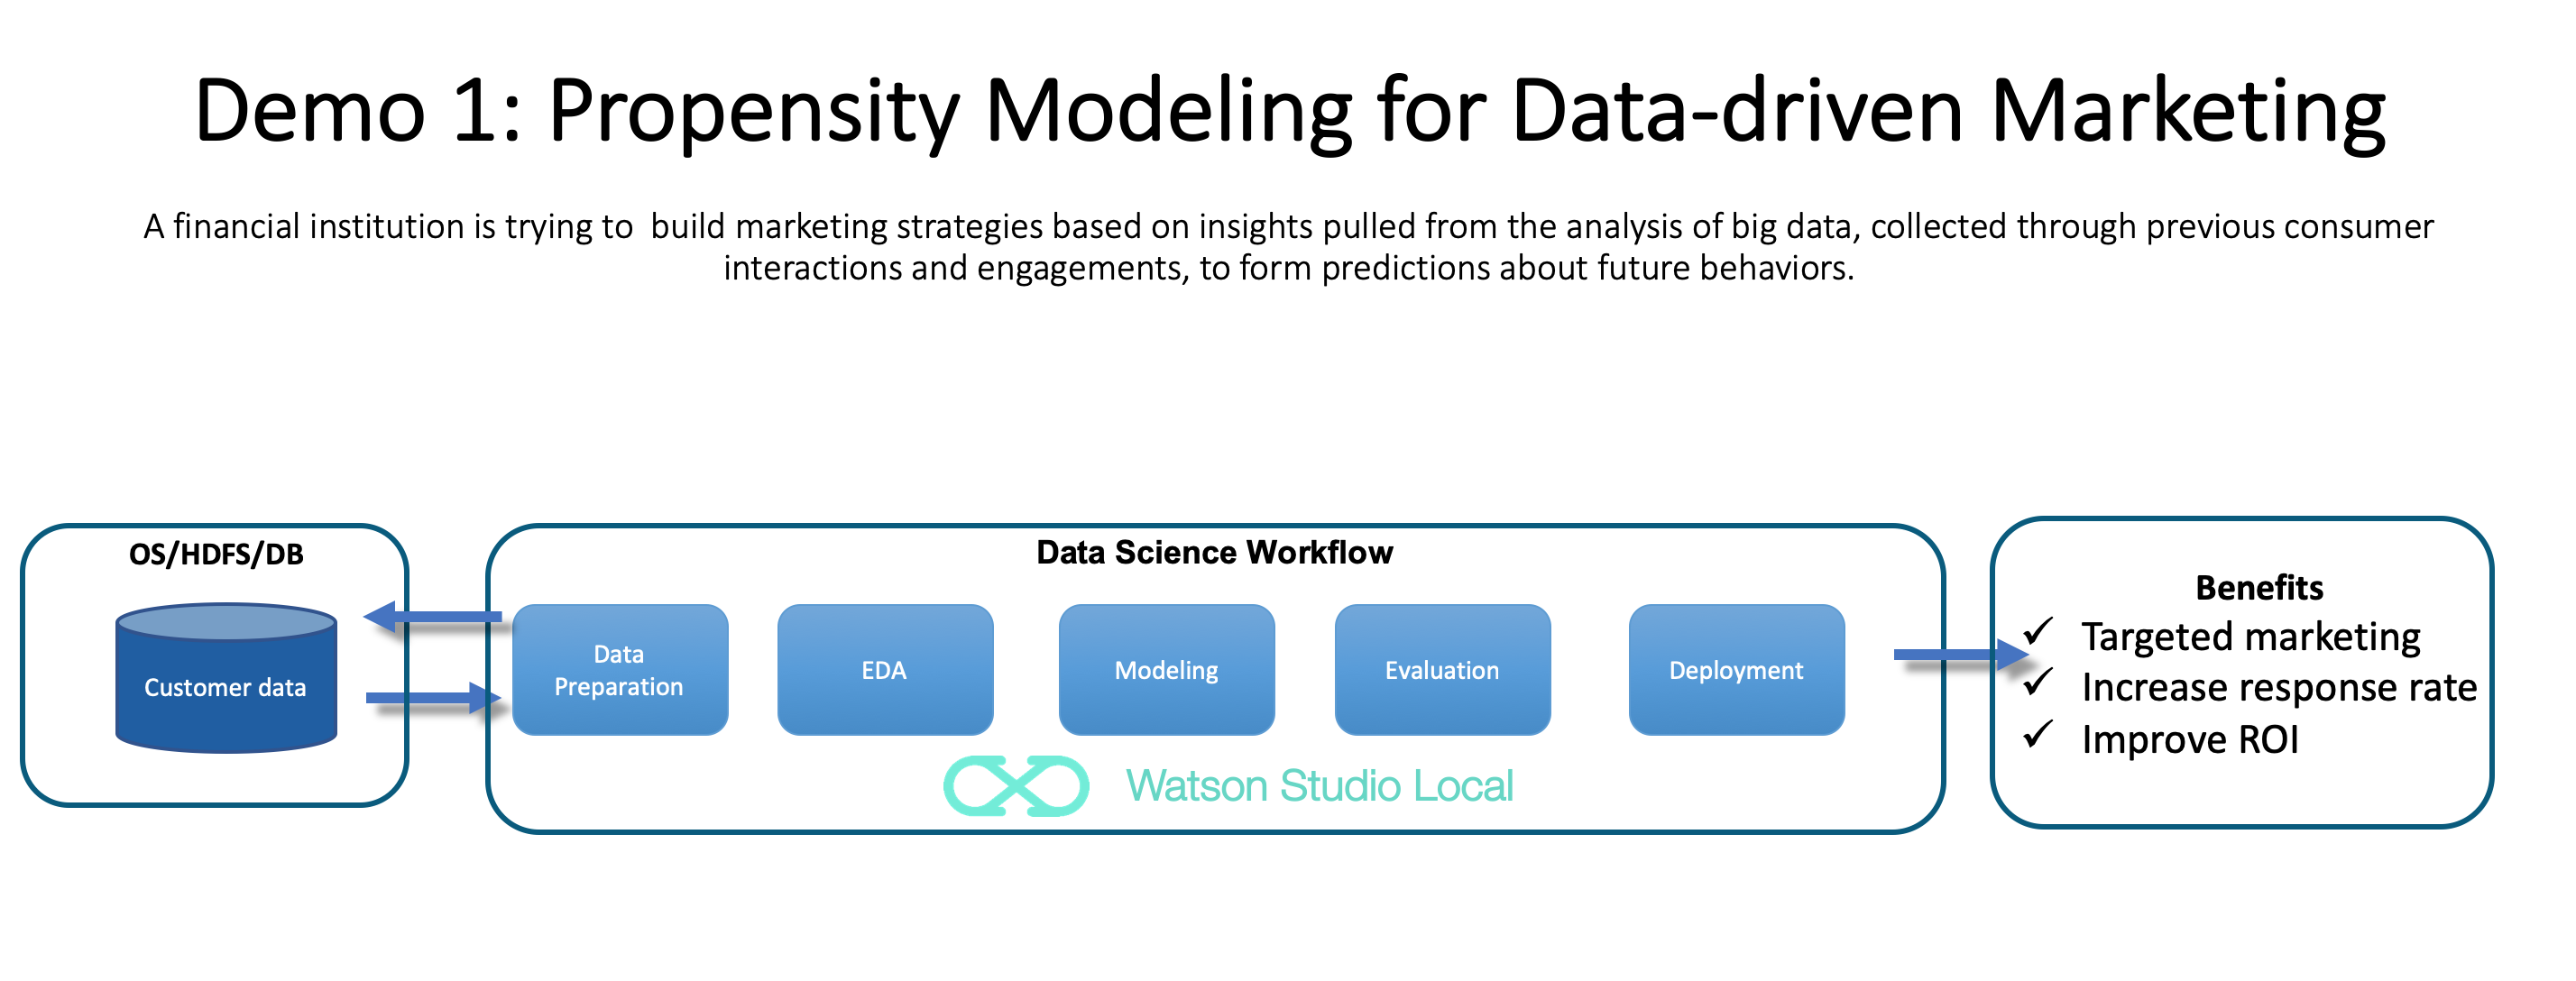 Demo 1: Propensity Modeling for Data-driven Marketing
A financial institution is trying to  build marketing strategies based on insights pulled from the analysis of big data, collected through previous consumer
interactions and engagements, to form predictions about future behaviors.
OS/HDFS/DB
Customer data
Data Science Workflow
Data
Preparation
EDA
Modeling
Evaluation
Deployment
Watson Studio Local
Benefits
✓ Targeted marketing
✓ Increase response rate
✓ Improve ROI